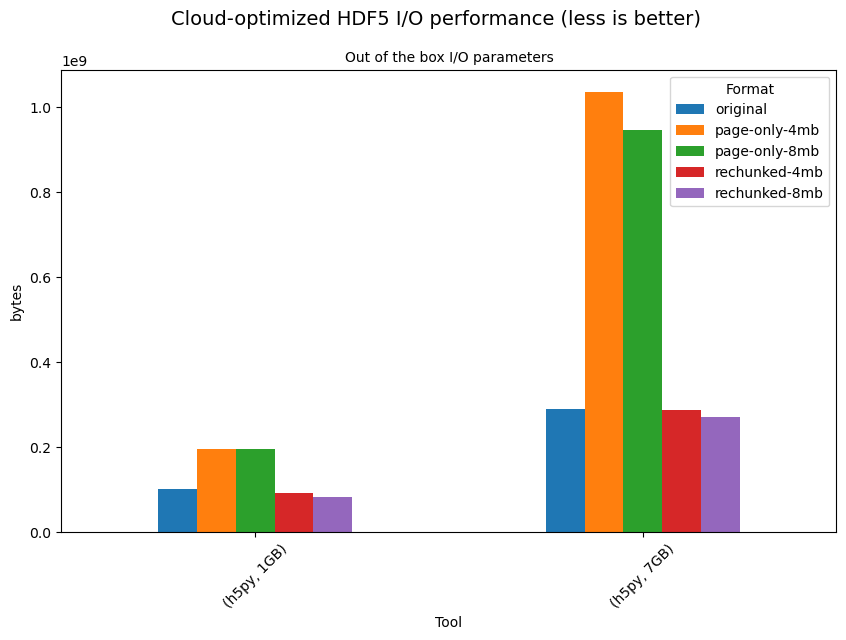 Cloud-optimized HDF5 I/O performance (less is better)
Out of the box I/O parameters
1e9
Format
original
page-only-4mb
page-only-8mb
rechunked-4mb
rechunked-8mb
1.0
0.8
0.6
0.4
0.2
0.0
bytes
(h5py, 1GB)
(h5py, 7GB)
Tool